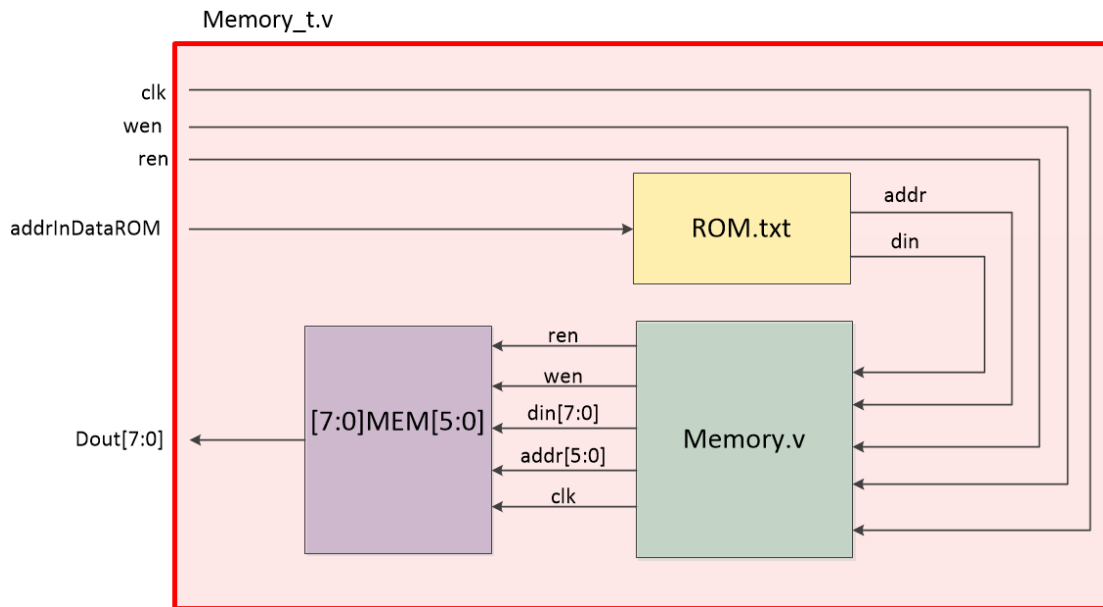 Memory_t.v
clk
wen
ren
addrInDataROM
ROM.txt
addr
din
[7:0]MEM[5:0]
ren
wen
din[7:0]
addr[5:0]
clk
Memory.v
Dout[7:0]